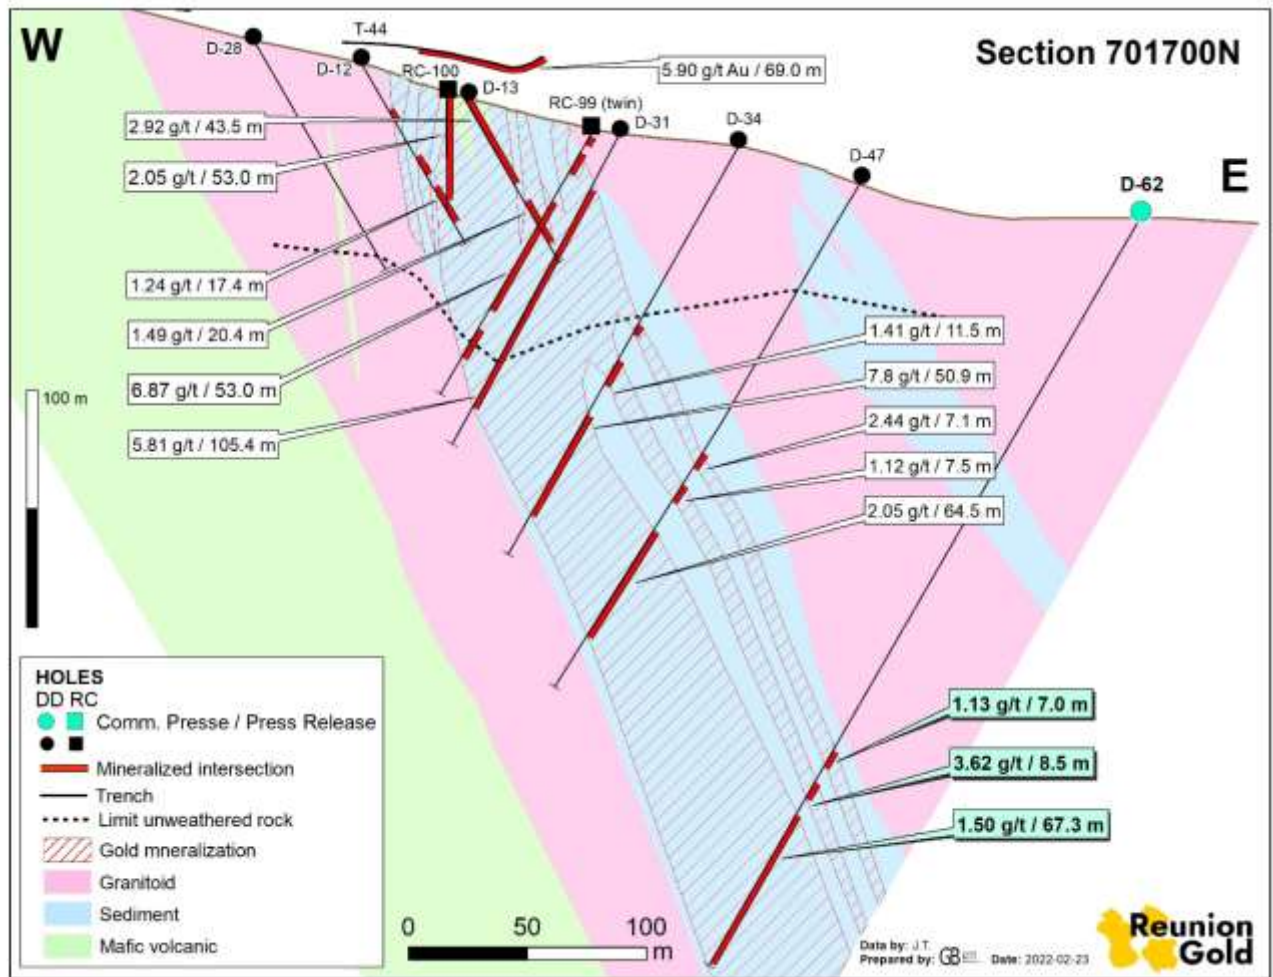 W
Section 701700N
T-44
D-28
D-12
RC-100
D-13
5.90 g/t Au / 69.0 m
RC-99 (twin)
D-31
D-34
D-47
D-62
E
2.92 g/t / 43.5 m
2.05 g/t / 53.0 m
1.24 g/t / 17.4 m
1.49 g/t / 20.4 m
6.87 g/t / 53.0 m
5.81 g/t / 105.4 m
100 m
1.41 g/t / 11.5 m
7.8 g/t / 50.9 m
2.44 g/t / 7.1 m
1.12 g/t / 7.5 m
2.05 g/t / 64.5 m
1.13 g/t / 7.0 m
3.62 g/t / 8.5 m
1.50 g/t / 67.3 m
HOLES
DD RC
Comm. Presse / Press Release
Mineralized intersection
Trench
Limit unweathered rock
Gold mneralization
Granitoid
Sediment
Mafic volcanic
0 50 100
m
Data by: J.T.
Prepared by: GB Date: 2022-02-23
Reunion
Gold